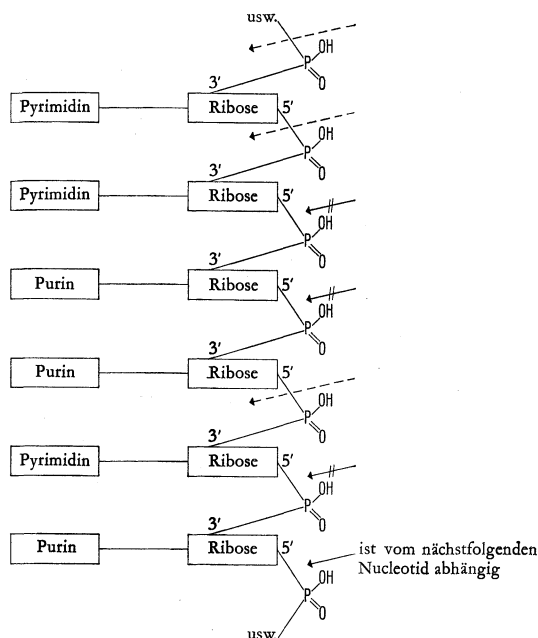 usw.
OH
P
O
3'
Pyrimidin Ribose 5'
OH
P
O
3'
Pyrimidin Ribose 5'
OH
P
O
3'
Purin Ribose 5'
OH
P
O
3'
Purin Ribose 5'
OH
P
O
3'
Pyrimidin Ribose 5'
OH
P
O
3'
Purin Ribose 5'
ist vom nächstfolgenden
Nucleotid abhängig
OH
P
O
usw.